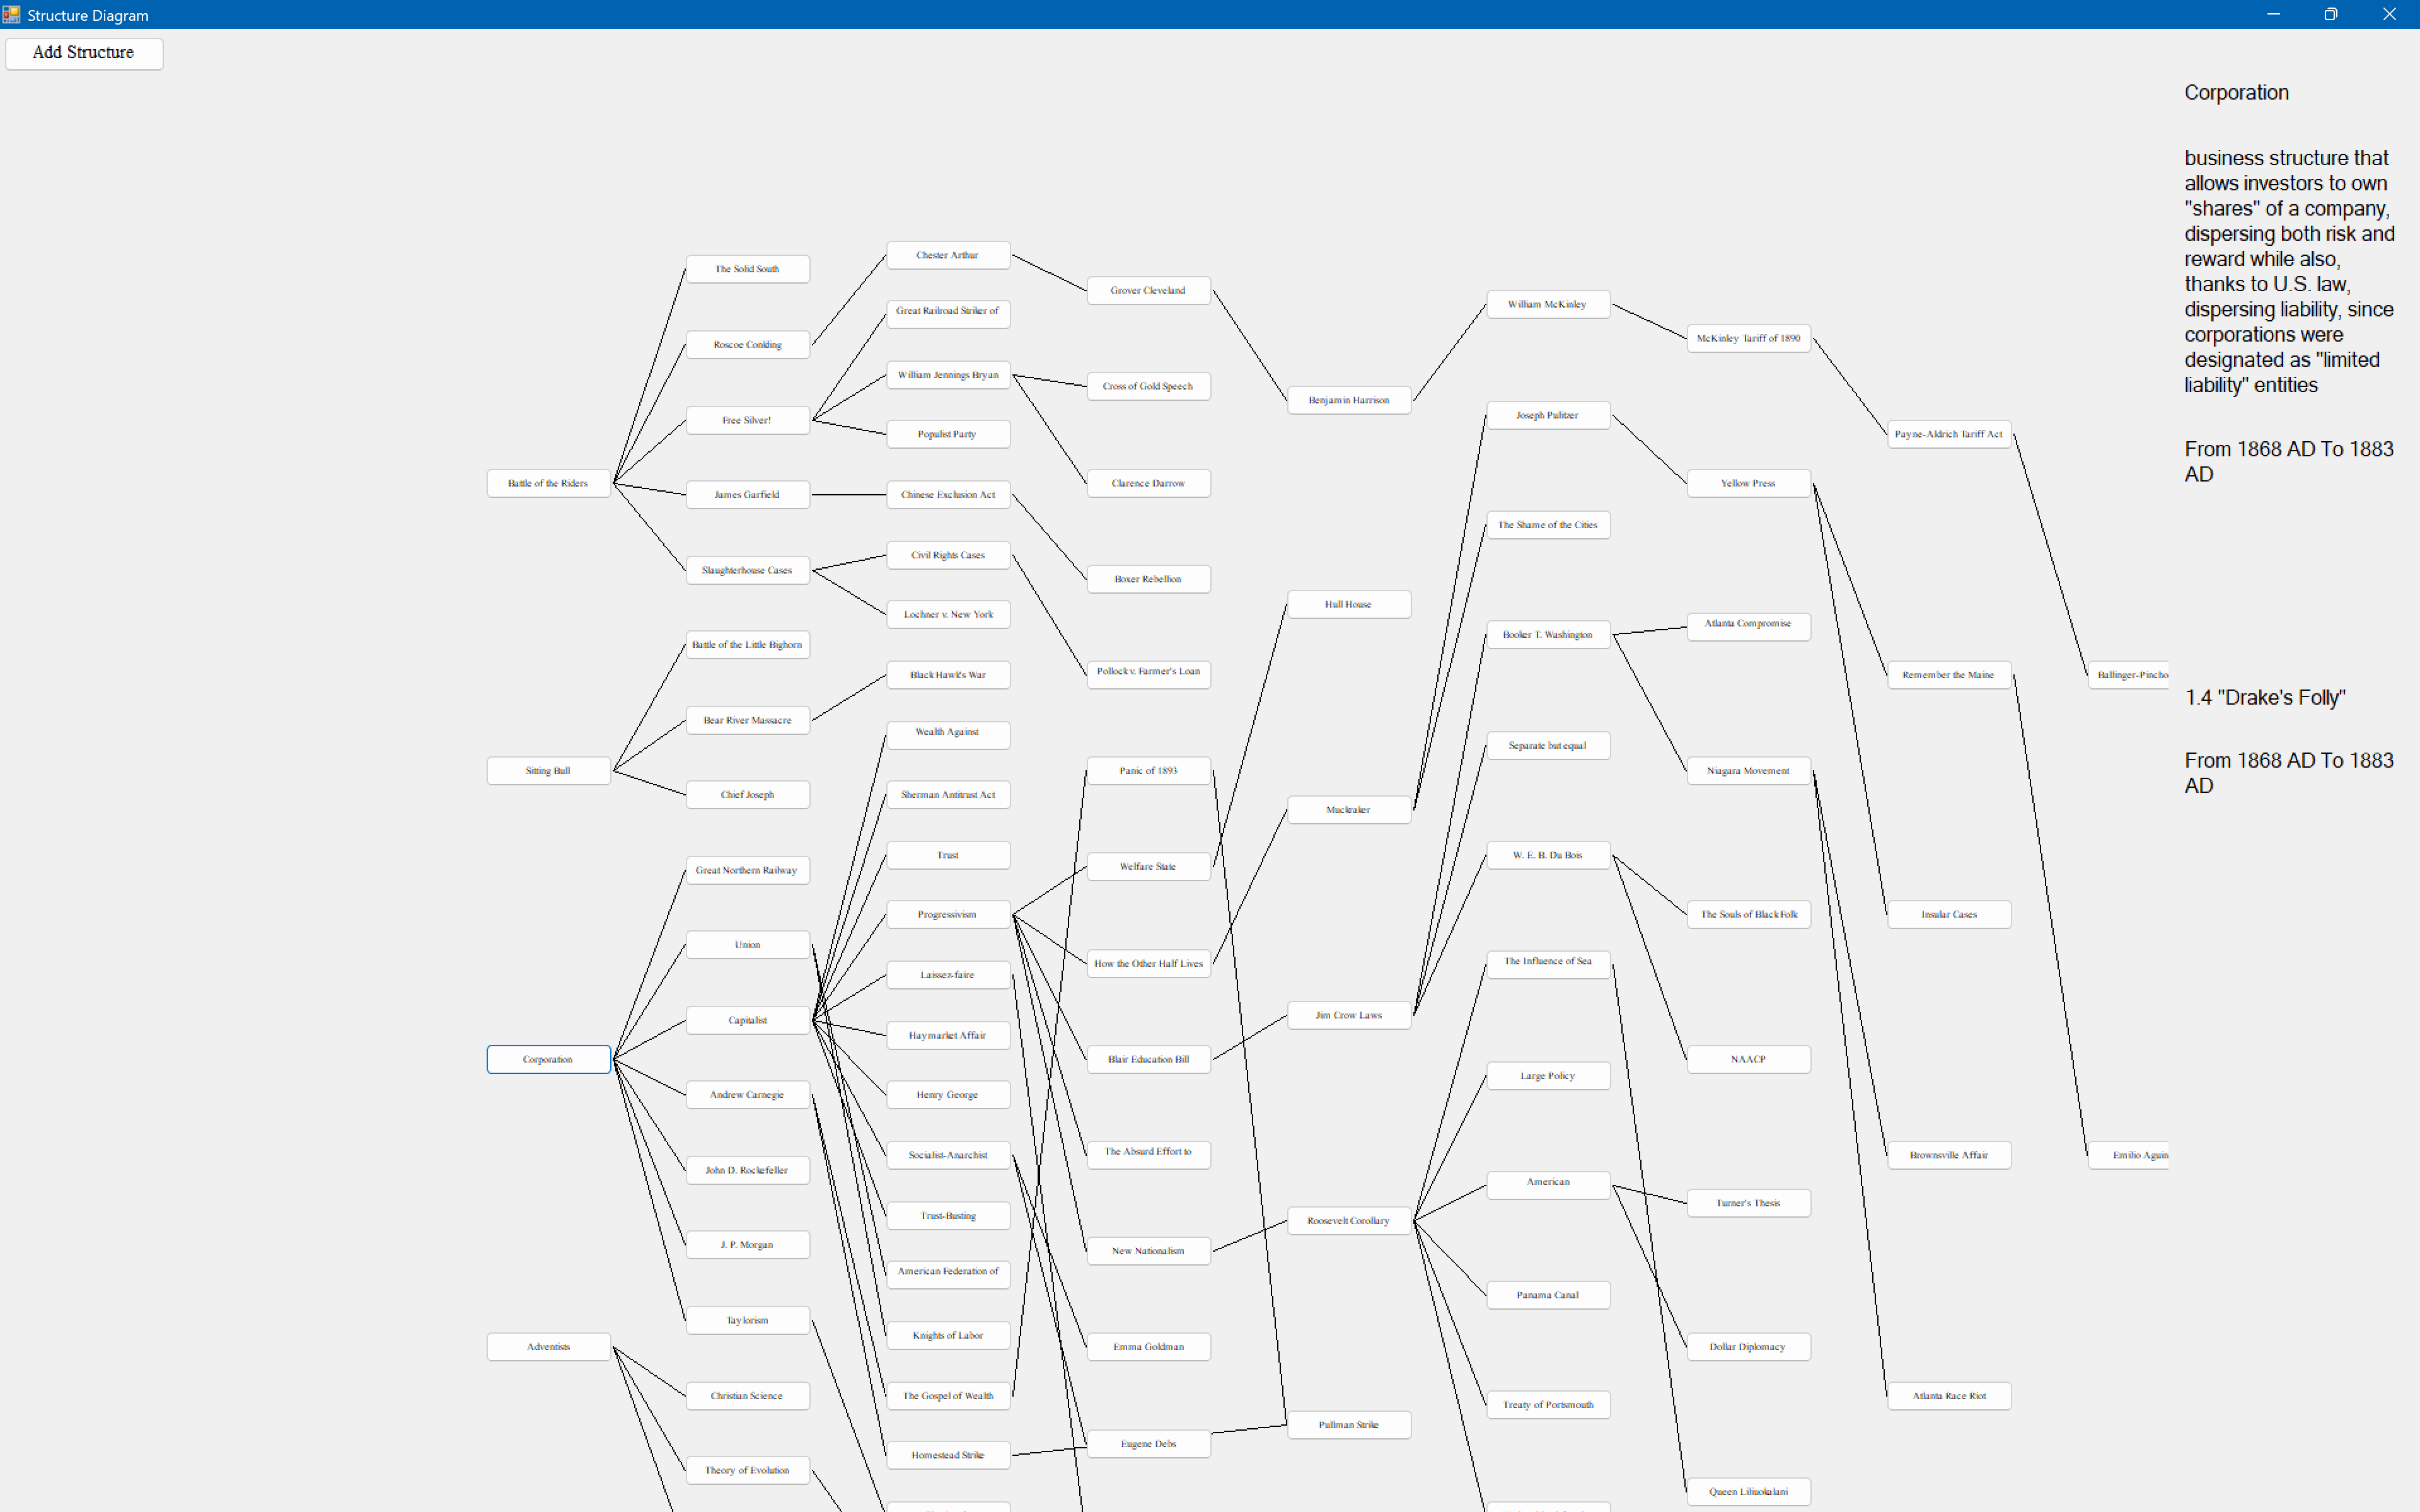 Structure Diagram
Add Structure
Battle of the Riders
Sitting Bull
Corporation
Adventists
The Solid South
Roscoe Conkling
Free Silver!
James Garfield
Slaughterhouse Cases
Battle of the Little Bighorn
Bear River Massacre
Chief Joseph
Great Northern Railway
Union
Capitalist
Andrew Carnegie
John D. Rockefeller
J. P. Morgan
Taylorism
Christian Science
Theory of Evolution
Chester Arthur
Great Railroad Striker of
William Jennings Bryan
Populist Party
Chinese Exclusion Act
Civil Rights Cases
Lochner v. New York
Black Hawk's War
Wealth Against
Sherman Antitrust Act
Trust
Progressivism
Laissez-faire
Haymarket Affair
Henry George
Socialist-Anarchist
Trust-Busting
American Federation of
Knights of Labor
The Gospel of Wealth
Homestead Strike
Grover Cleveland
Cross of Gold Speech
Clarence Darrow
Boxer Rebellion
Pollock v. Farmer's Loan
Panic of 1893
Welfare State
How the Other Half Lives
Blair Education Bill
The Absurd Effort to
New Nationalism
Emma Goldman
Eugene Debs
Benjamin Harrison
Hull House
Muckraker
Jim Crow Laws
Roosevelt Corollary
Pullman Strike
William McKinley
Joseph Pulitzer
The Shame of the Cities
Booker T. Washington
Separate but equal
W. E. B. Du Bois
The Influence of Sea
Large Policy
American
Panama Canal
Treaty of Portsmouth
McKinley Tariff of 1890
Yellow Press
Atlanta Compromise
Niagara Movement
The Souls of Black Folk
NAACP
Turner's Thesis
Dollar Diplomacy
Queen Liliuokalani
Payne-Aldrich Tariff Act
Remember the Maine
Insular Cases
Brownsville Affair
Atlanta Race Riot
Ballinger-Pincho
Emilio Aguin
Corporation
business structure that
allows investors to own
"shares" of a company,
dispersing both risk and
reward while also,
thanks to U.S. law,
dispersing liability, since
corporations were
designated as "limited
liability" entities
From 1868 AD To 1883
AD
1.4 "Drake's Folly"
From 1868 AD To 1883
AD